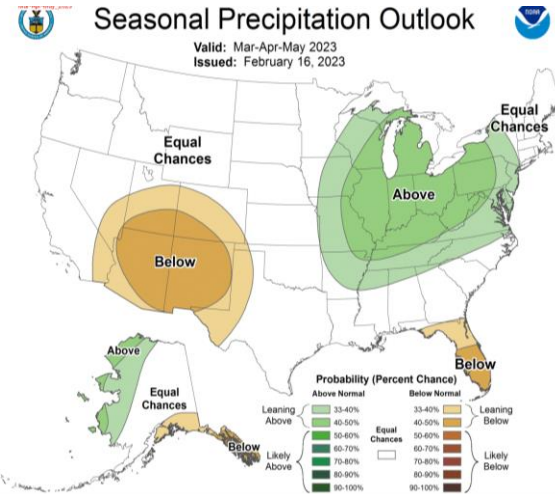 Seasonal Precipitation Outlook
Valid: Mar-Apr-May 2023
Issued: February 16, 2023
NOAA
Equal
Chances
Equal
Chances
Above
Below
Below
Above
Equal
Chances
Below
Probability (Percent Chance)
Above Normal
Below Normal
Leaning
Above
33-40%
40-50%
Likely
Above
50-60%
60-70%
70-80%
80-90%
90-100%
Equal
Chances
33-40%
40-50%
Leaning
Below
50-60%
60-70%
70-80%
80-90%
90-100%
Likely
Below